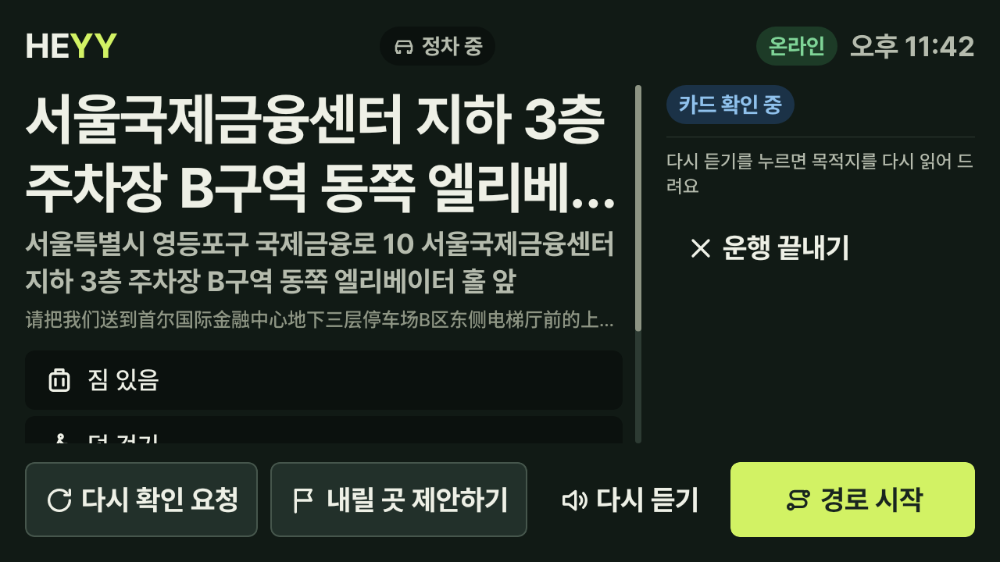 HEYY
정차 중
온라인
오후 11:42
서울국제금융센터 지하 3층
주차장 B구역 동쪽 엘리베...
서울특별시 영등포구 국제금융로 10 서울국제금융센터
지하 3층 주차장 B구역 동쪽 엘리베이터 홀 앞
请把我们送到首尔国际金融中心地下三层停车场B区东侧电梯厅前的上...
짐 있음
카드 확인 중
다시 듣기를 누르면 목적지를 다시 읽어 드
려요
운행 끝내기
다시 확인 요청
내릴 곳 제안하기
다시 듣기
경로 시작